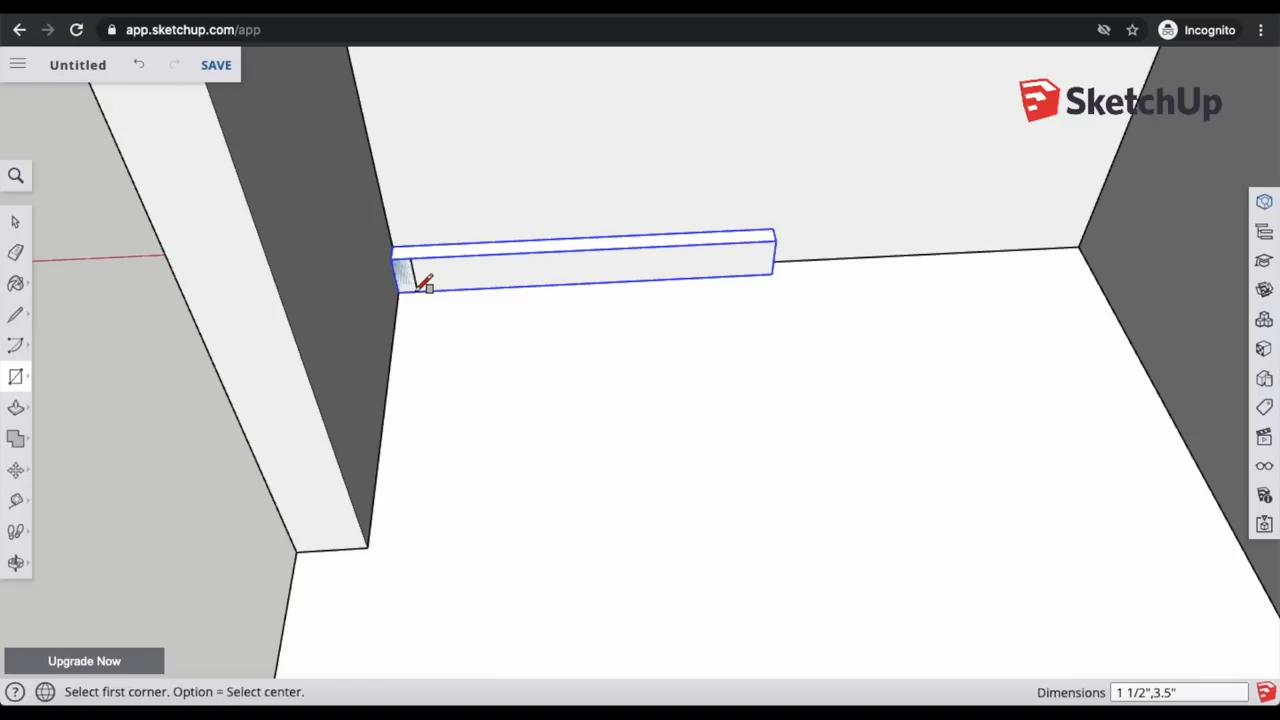 app.sketchup.com/app
Incognito
Untitled
SAVE
SketchUp
Upgrade Now
Select first corner. Option = Select center.
Dimensions
1 1/2",3.5"